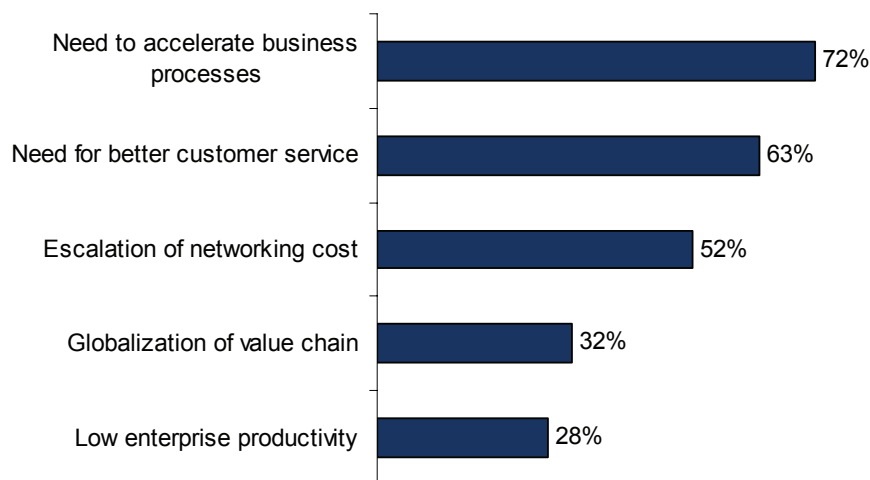 Need to accelerate business
processes
72%
Need for better customer service
63%
Escalation of networking cost
52%
Globalization of value chain
32%
Low enterprise productivity
28%